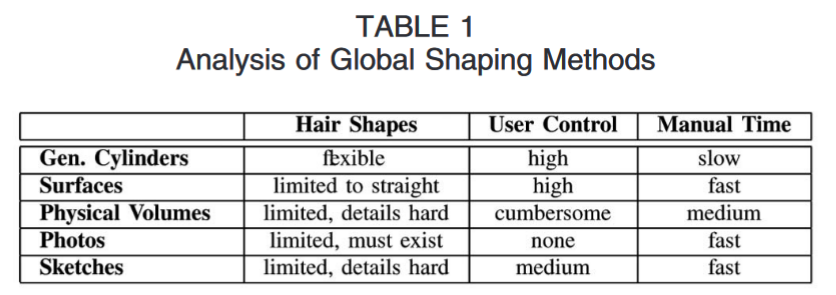 TABLE 1
Analysis of Global Shaping Methods
Hair Shapes User Control Manual Time
Gen. Cylinders flexible high slow
Surfaces limited to straight high fast
Physical Volumes limited, details hard cumbersome medium
Photos limited, must exist none fast
Sketches limited, details hard medium fast